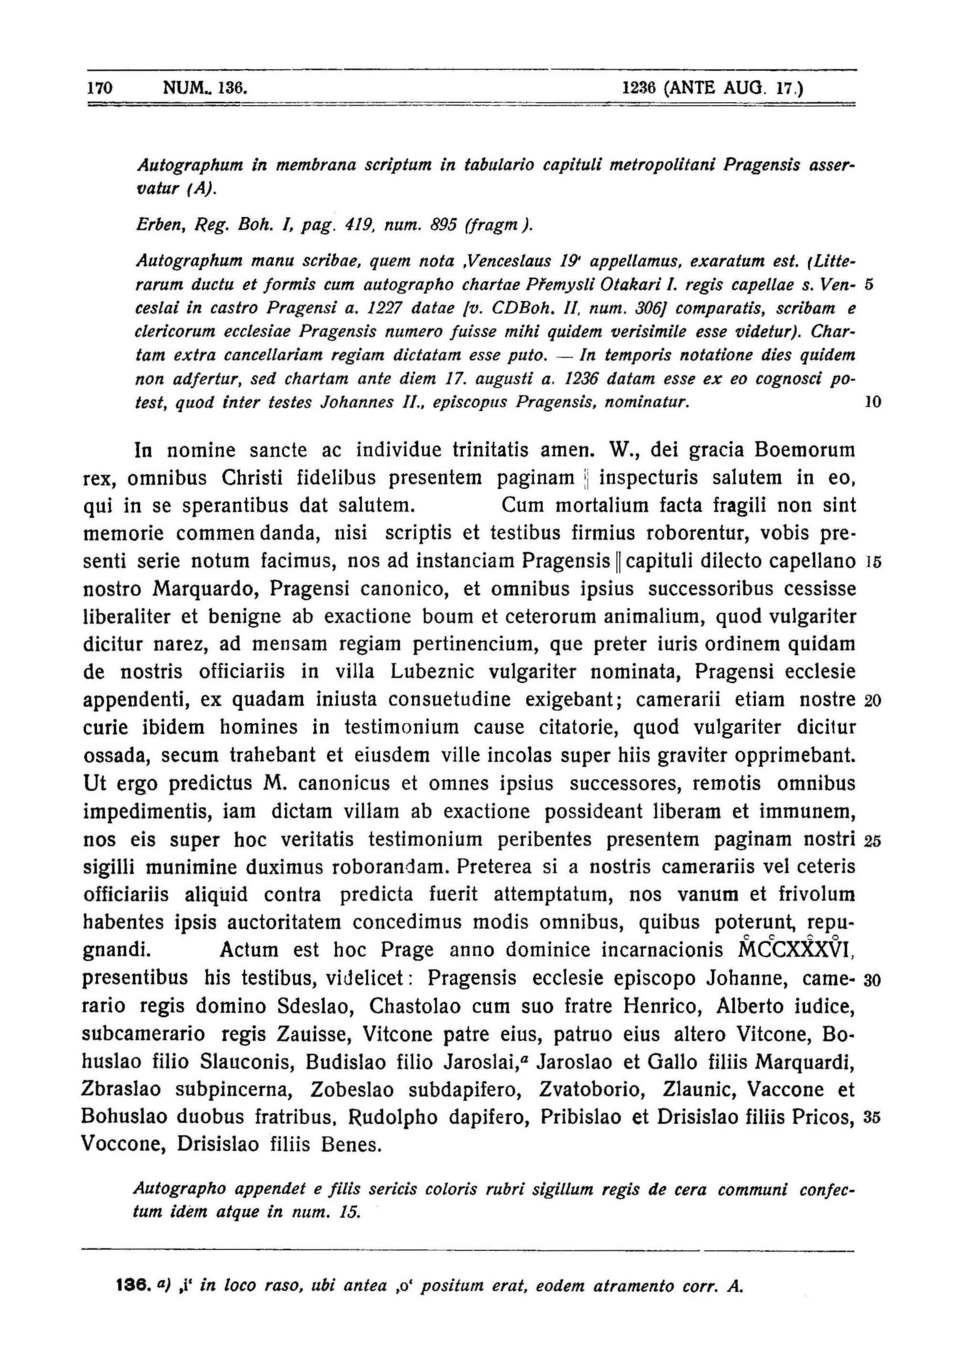 170 NUM. 136. 1236 (ANTE AUG. 17.)
Autographum in membrana scriptum in tabulario capituli metropolitani Pragensis asser-
vatur (A).
Erben, Reg. Boh. I, pag. 419, num. 895 (fragm).
Autographum manu scribae, quem nota ‚Venceslaus 19‘ appellamus, exaratum est. (Litte-
rarum ductu et formis cum autographo chartae Přemysli Otakari I. regis capellae s. Ven- 5
ceslai in castro Pragensi a. 1227 datae [v. CDBoh. II, num. 306] comparatis, scribam e
clericorum ecclesiae Pragensis numero fuisse mihi quidem verisimile esse videtur). Char-
tam extra cancellariam regiam dictatam esse puto. — In temporis notatione dies quidem
non adfertur, sed chartam ante diem 17. augusti a. 1236 datam esse ex eo cognosci po-
test, quod inter testes Johannes II., episcopus Pragensis, nominatur. 10
In nomine sancte ac individue trinitatis amen. W., dei gracia Boemorum
rex, omnibus Christi fidelibus presentem paginam || inspecturis salutem in eo,
qui in se sperantibus dat salutem. Cum mortalium facta fragili non sint
memorie commendanda, nisi scriptis et testibus firmius roborentur, vobis pre-
senti serie notum facimus, nos ad instanciam Pragensis || capituli dilecto capellano 15
nostro Marquardo, Pragensi canonico, et omnibus ipsius successoribus cessisse
liberaliter et benigne ab exactione boum et ceterorum animalium, quod vulgariter
dicitur narez, ad mensam regiam pertinencium, que preter iuris ordinem quidam
de nostris officiariis in villa Lubeznic vulgariter nominata, Pragensi ecclesie
appendenti, ex quadam iniusta consuetudine exigebant; camerarii etiam nostre 20
curie ibidem homines in testimonium cause citatorie, quod vulgariter dicitur
ossada, secum trahebant et eiusdem ville incolas super hiis graviter opprimebant.
Ut ergo predictus M. canonicus et omnes ipsius successores, remotis omnibus
impedimentis, iam dictam villam ab exactione possideant liberam et immunem,
nos eis super hoc veritatis testimonium peribentes presentem paginam nostri 25
sigilli munimine duximus roborandam. Preterea si a nostris camerariis vel ceteris
officiariis aliquid contra predicta fuerit attemptatum, nos vanum et frivolum
habentes ipsis auctoritatem concedimus modis omnibus, quibus poterunt, repu-
gnandi. Actum est hoc Prage anno dominice incarnacionis MCCXXXVI,
presentibus his testibus, videlicet: Pragensis ecclesie episcopo Johanne, came- 30
rario regis domino Sdeslao, Chastolao cum suo fratre Henrico, Alberto iudice,
subcamerario regis Zauisse, Vitcone patre eius, patruo eius altero Vitcone, Bo-
huslao filio Slauconis, Budislao filio Jaroslai,ᵃ Jaroslao et Gallo filiis Marquardi,
Zbraslao subpincerna, Zobeslao subdapifero, Zvatoborio, Zlaunic, Vaccone et
Bohuslao duobus fratribus, Rudolpho dapifero, Pribislao et Drisislao filiis Pricos, 35
Voccone, Drisislao filiis Benes.
Autographo appendet e filis sericis coloris rubri sigillum regis de cera communi confec-
tum idem atque in num. 15.
136. a) ‚i‘ in loco raso, ubi antea ‚o‘ positum erat, eodem atramento corr. A.